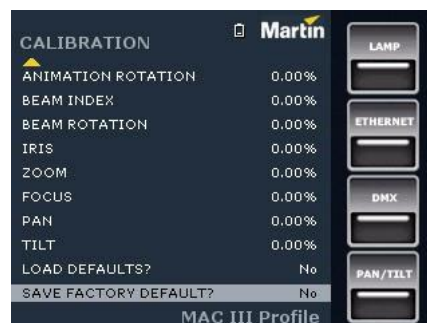 Martin
CALIBRATION
ANIMATION ROTATION 0.00%
BEAM INDEX 0.00%
BEAM ROTATION 0.00%
IRIS 0.00%
ZOOM 0.00%
FOCUS 0.00%
PAN 0.00%
TILT 0.00%
LOAD DEFAULTS? No
SAVE FACTORY DEFAULT? No
MAC III Profile
LAMP
ETHERNET
DMX
PAN/TILT